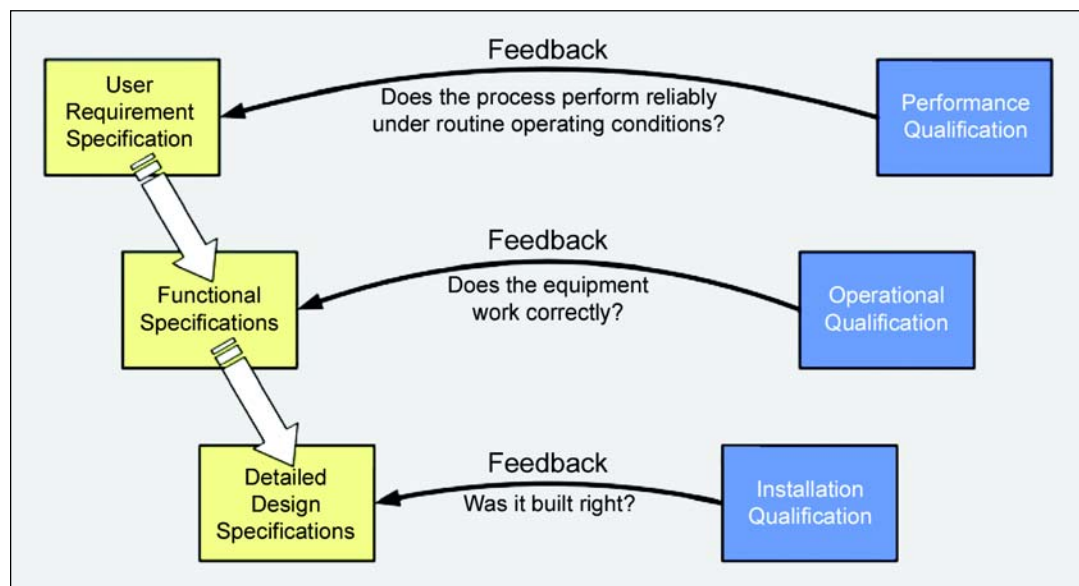 User
Requirement
Specification
Feedback
Does the process perform reliably
under routine operating conditions?
Performance
Qualification
Functional
Specifications
Feedback
Does the equipment
work correctly?
Operational
Qualification
Detailed
Design
Specifications
Feedback
Was it built right?
Installation
Qualification